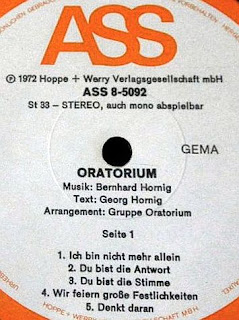 ASS
℗ 1972 Hoppe + Werry Verlagsgesellschaft mbH
ASS 8-5092
St 33 – STEREO, auch mono abspielbar
GEMA
ORATORIUM
Musik: Bernhard Hornig
Text: Georg Hornig
Arrangement: Gruppe Oratorium
Seite 1
1. Ich bin nicht mehr allein
2. Du bist die Antwort
3. Du bist die Stimme
4. Wir feiern große Festlichkeiten
5. Denkt daran